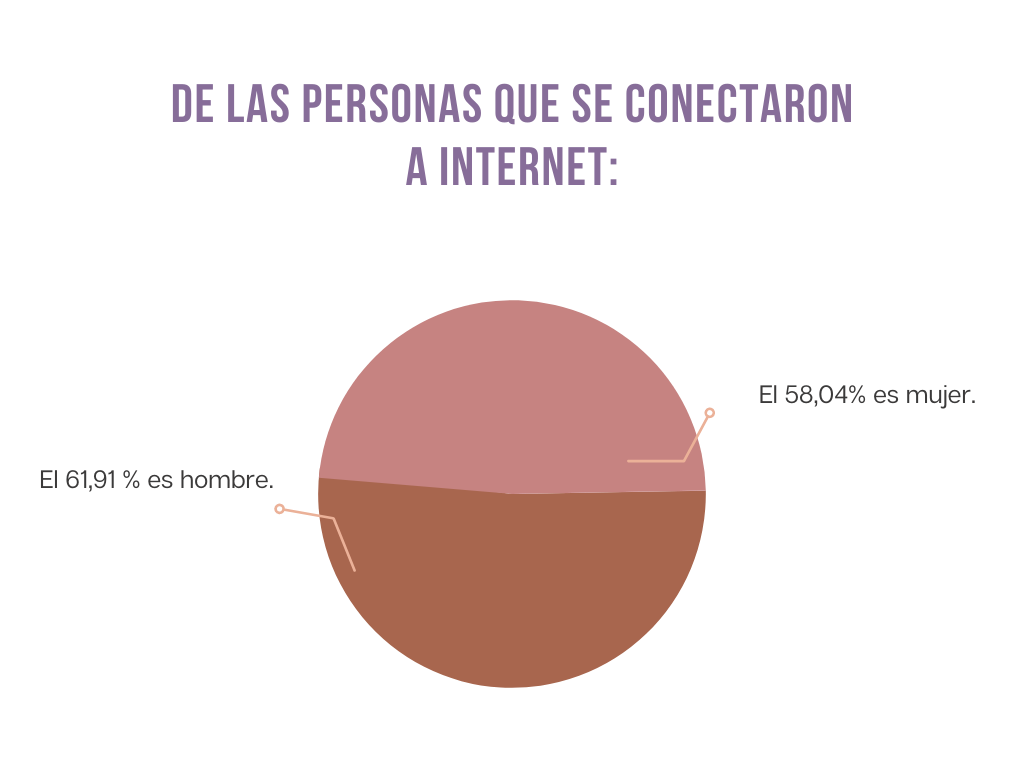 DE LAS PERSONAS QUE SE CONECTARON
A INTERNET:
El 58,04% es mujer.
El 61,91 % es hombre.